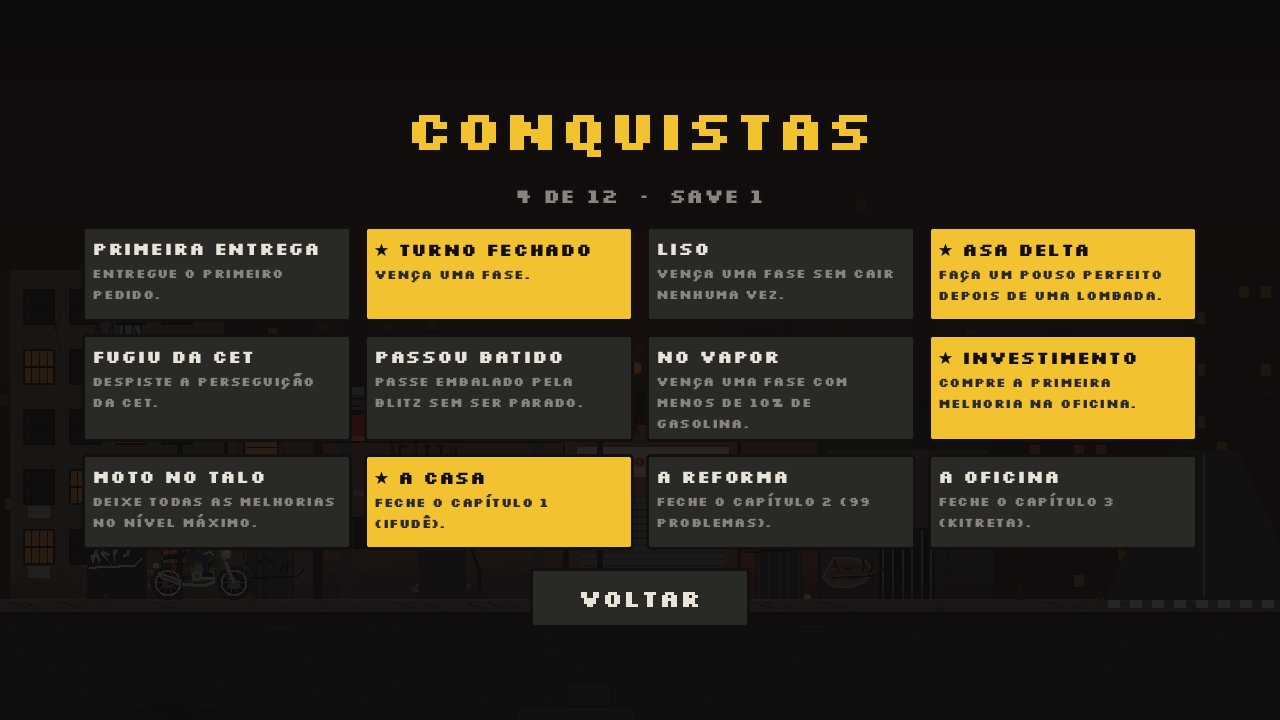 CONQUISTAS
4 DE 12 · SAVE 1
PRIMEIRA ENTREGA
ENTREGUE O PRIMEIRO
PEDIDO.
★ TURNO FECHADO
VENÇA UMA FASE.
LISO
VENÇA UMA FASE SEM CAIR
NENHUMA VEZ.
★ ASA DELTA
FAÇA UM POUSO PERFEITO
DEPOIS DE UMA LOMBADA.
FUGIU DA CET
DESPISTE A PERSEGUIÇÃO
DA CET.
PASSOU BATIDO
PASSE EMBALADO PELA
BLITZ SEM SER PARADO.
NO VAPOR
VENÇA UMA FASE COM
MENOS DE 10% DE
GASOLINA.
★ INVESTIMENTO
COMPRE A PRIMEIRA
MELHORIA NA OFICINA.
MOTO NO TALO
DEIXE TODAS AS MELHORIAS
NO NÍVEL MÁXIMO.
★ A CASA
FECHE O CAPÍTULO 1
(IFUDÊ).
A REFORMA
FECHE O CAPÍTULO 2 (99
PROBLEMAS).
A OFICINA
FECHE O CAPÍTULO 3
(KITRETA).
VOLTAR